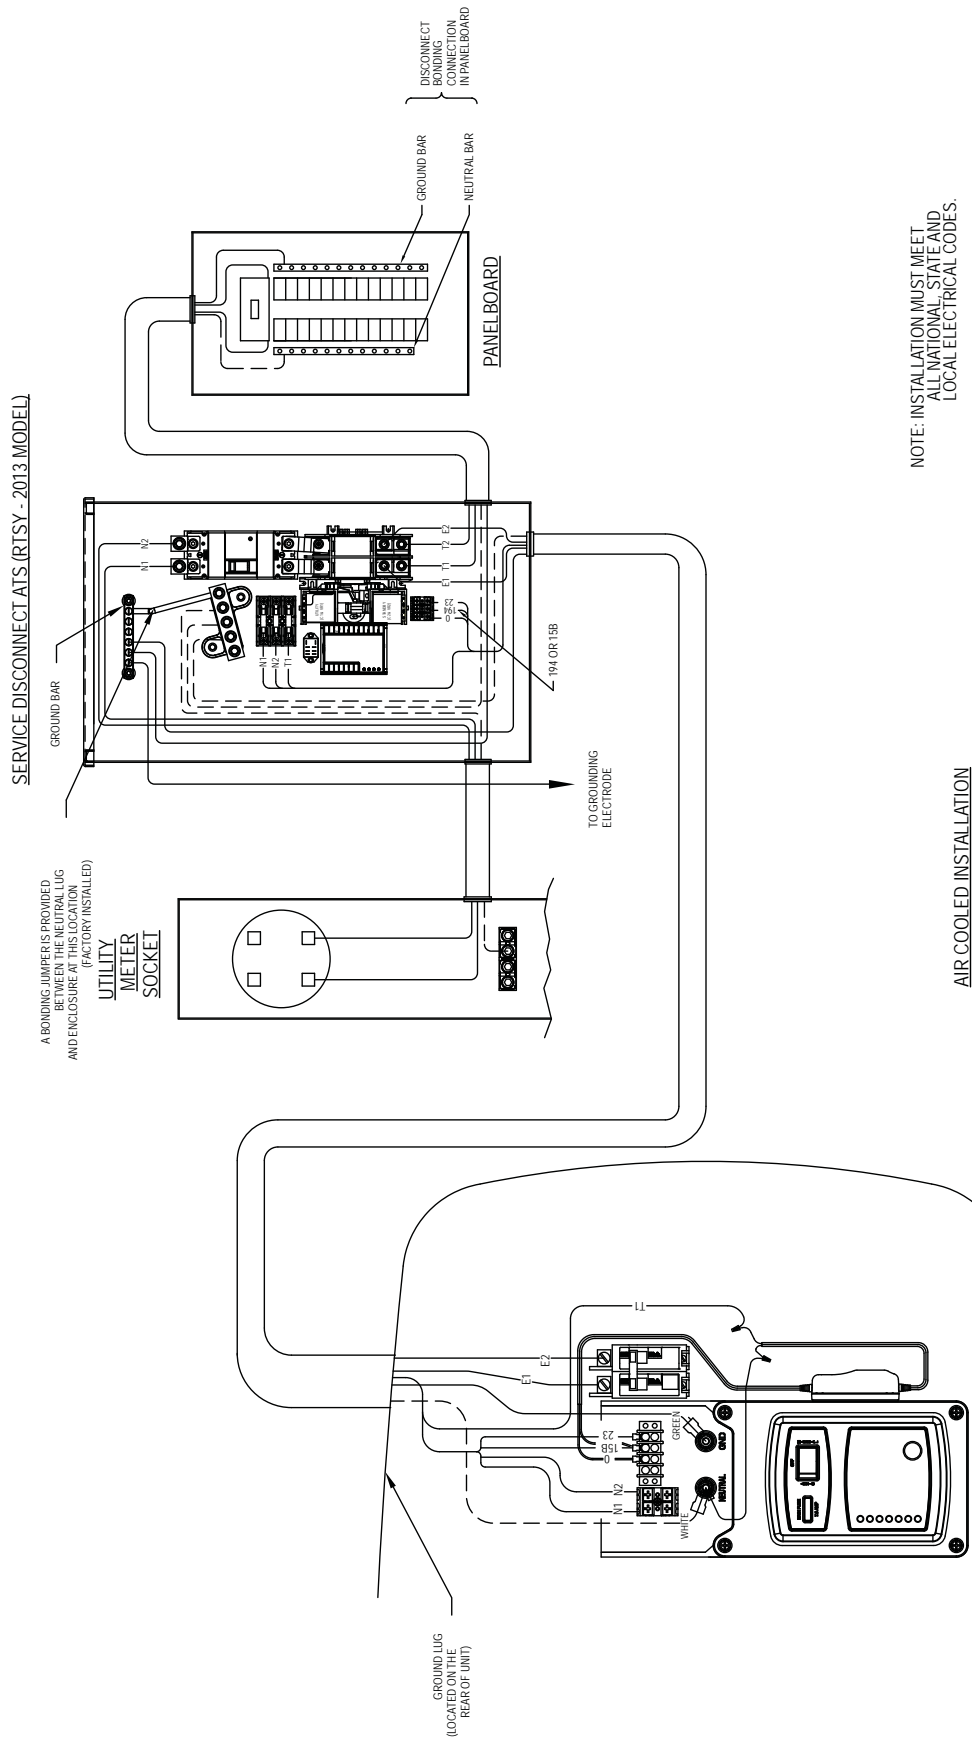 SERVICE DISCONNECT ATS (RTSY - 2013 MODEL)
A BONDING JUMPER IS PROVIDED
BETWEEN THE NEUTRAL LUG
AND ENCLOSURE AT THIS LOCATION
(FACTORY INSTALLED)
UTILITY
METER
SOCKET
GROUND BAR
N1
N2
N1
N2
T1
0
194
23
E1
T1
T2
E2
194 OR 15B
TO GROUNDING
ELECTRODE
PANELBOARD
GROUND BAR
NEUTRAL BAR
DISCONNECT
BONDING
CONNECTION
IN PANELBOARD
GROUND LUG
(LOCATED ON THE
REAR OF UNIT)
WHITE
N1
N2
0
15B
23
GREEN
E1
E2
T1
NEUTRAL
GND
AIR COOLED INSTALLATION
NOTE: INSTALLATION MUST MEET
ALL NATIONAL, STATE AND
LOCAL ELECTRICAL CODES.